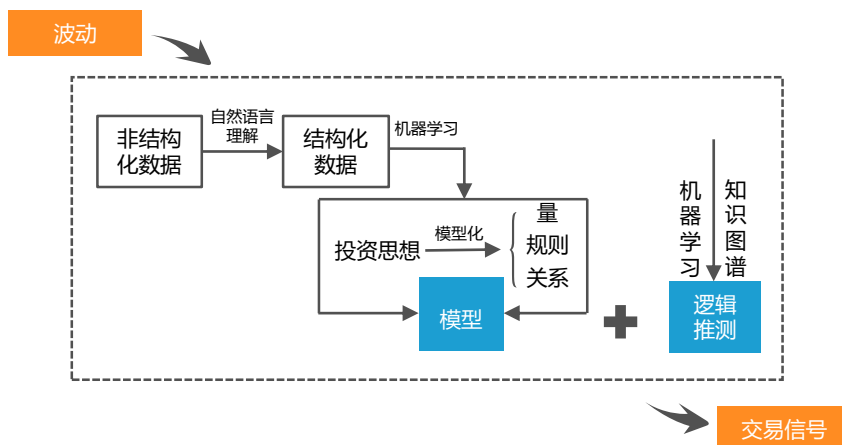 波动
自然语言
理解
非结构
化数据
结构化
数据
机器学习
投资思想
模型化
量
规则
关系
模型
机器学习
知识图谱
逻辑
推测
交易信号